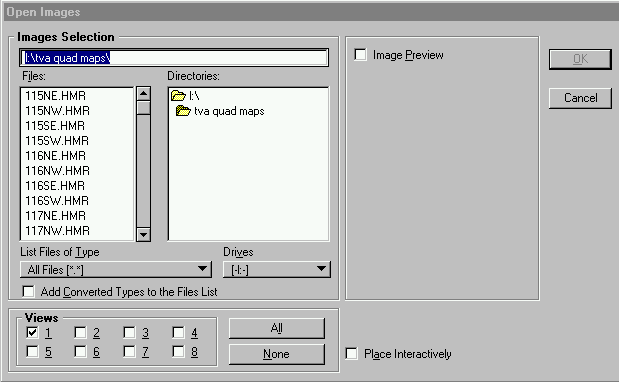 Open Images
Images Selection
l:\tva quad maps\
Files:
Directories:
115NE.HMR
115NW.HMR
115SE.HMR
115SW.HMR
116NE.HMR
116NW.HMR
116SE.HMR
116SW.HMR
117NE.HMR
117NW.HMR
l:\
tva quad maps
List Files of Type
Drives
All Files [*.*]
[-l:-]
Add Converted Types to the Files List
Image Preview
OK
Cancel
Views
1 2 3 4
5 6 7 8
All
None
Place Interactively